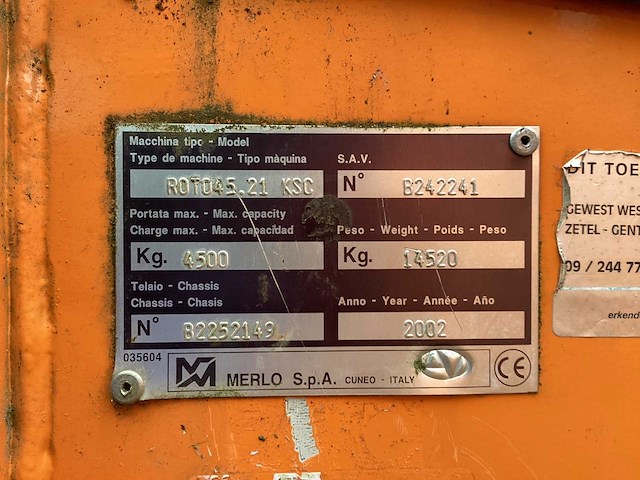 Macchina tipo - Model
Type de machine - Tipo màquina
ROTO45.21 KSC
S.A.V.
N° B242241
Portata max. - Max. capacity
Charge max. - Max. capacidad
Kg. 4500
Peso - Weight - Poids - Peso
Kg. 14520
Telaio - Chassis
Chassis - Chasis
N° B2252149
Anno - Year - Année - Año
2002
035604
MERLO S.p.A. CUNEO - ITALY
CE
DIT TOE
GEWEST WES
ZETEL - GENT
09 / 244 77
erkend